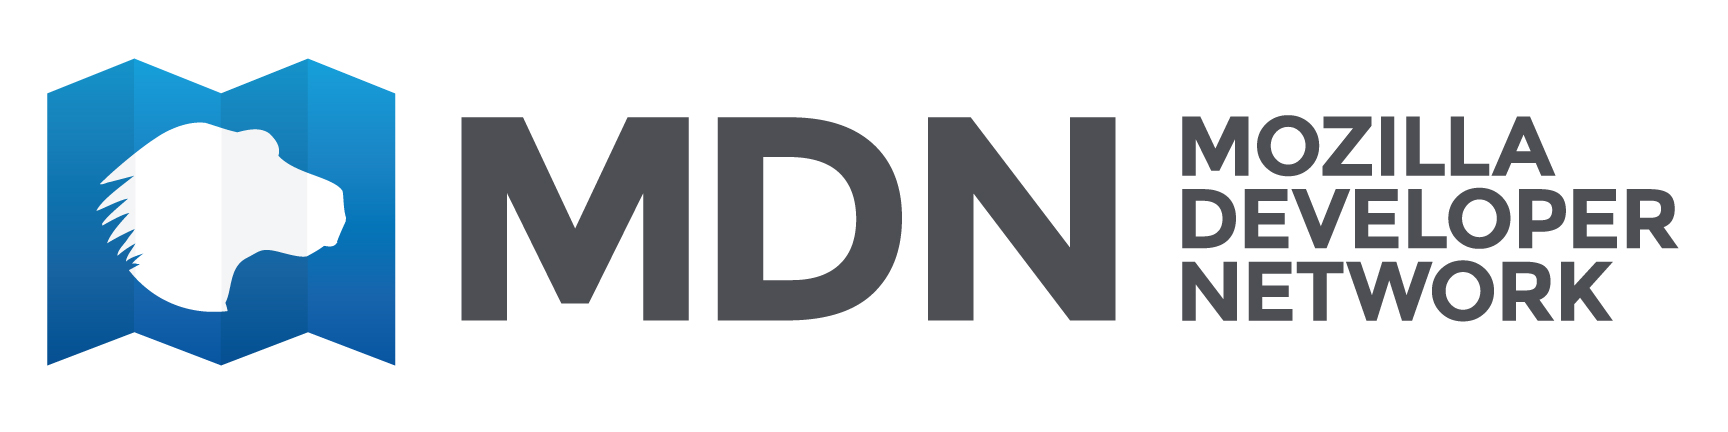 MDN
MOZILLA
DEVELOPER
NETWORK